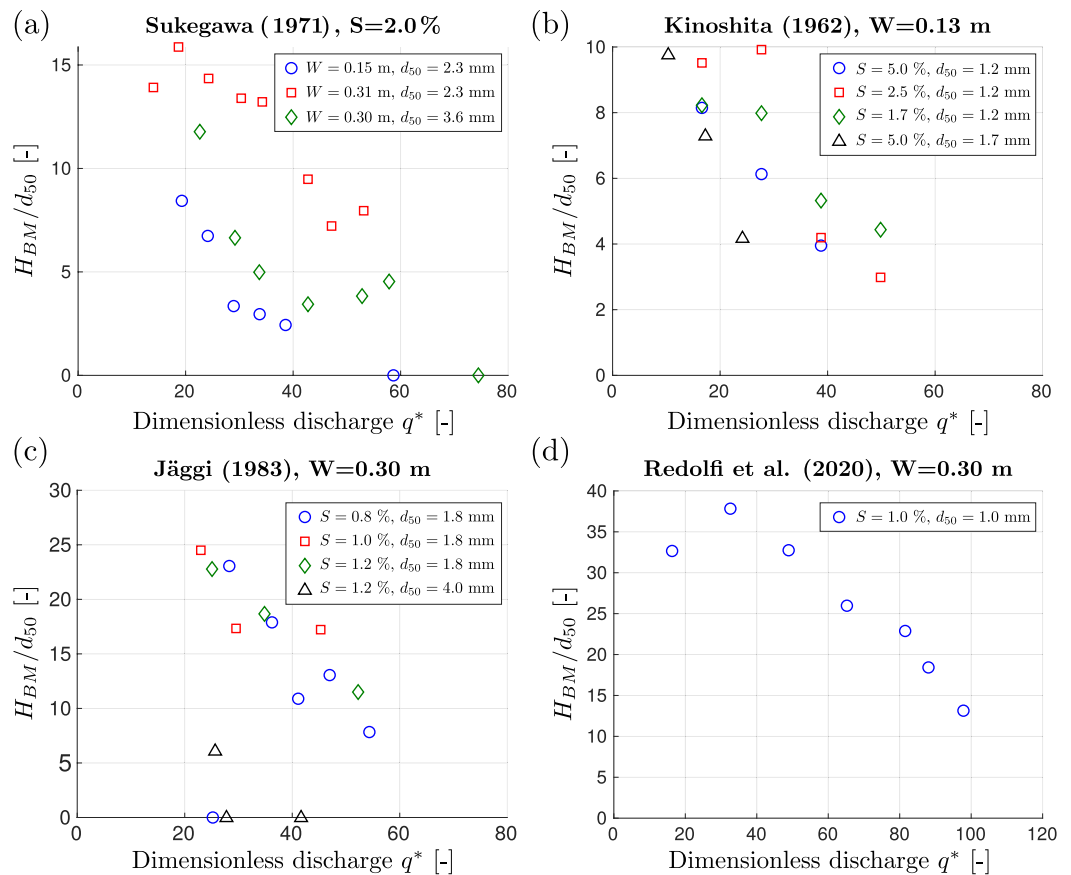 (a)
Sukegawa (1971), S=2.0%
W = 0.15 m, d50 = 2.3 mm
W = 0.31 m, d50 = 2.3 mm
W = 0.30 m, d50 = 3.6 mm
15
10
5
0
H_BM/d50 [-]
0 20 40 60 80
Dimensionless discharge q* [-]
(b)
Kinoshita (1962), W=0.13 m
S = 5.0 %, d50 = 1.2 mm
S = 2.5 %, d50 = 1.2 mm
S = 1.7 %, d50 = 1.2 mm
S = 5.0 %, d50 = 1.7 mm
10
8
6
4
2
0
H_BM/d50 [-]
0 20 40 60 80
Dimensionless discharge q* [-]
(c)
Jäggi (1983), W=0.30 m
S = 0.8 %, d50 = 1.8 mm
S = 1.0 %, d50 = 1.8 mm
S = 1.2 %, d50 = 1.8 mm
S = 1.2 %, d50 = 4.0 mm
30
25
20
15
10
5
0
H_BM/d50 [-]
0 20 40 60 80
Dimensionless discharge q* [-]
(d)
Redolfi et al. (2020), W=0.30 m
S = 1.0 %, d50 = 1.0 mm
40
35
30
25
20
15
10
5
0
H_BM/d50 [-]
0 20 40 60 80 100 120
Dimensionless discharge q* [-]